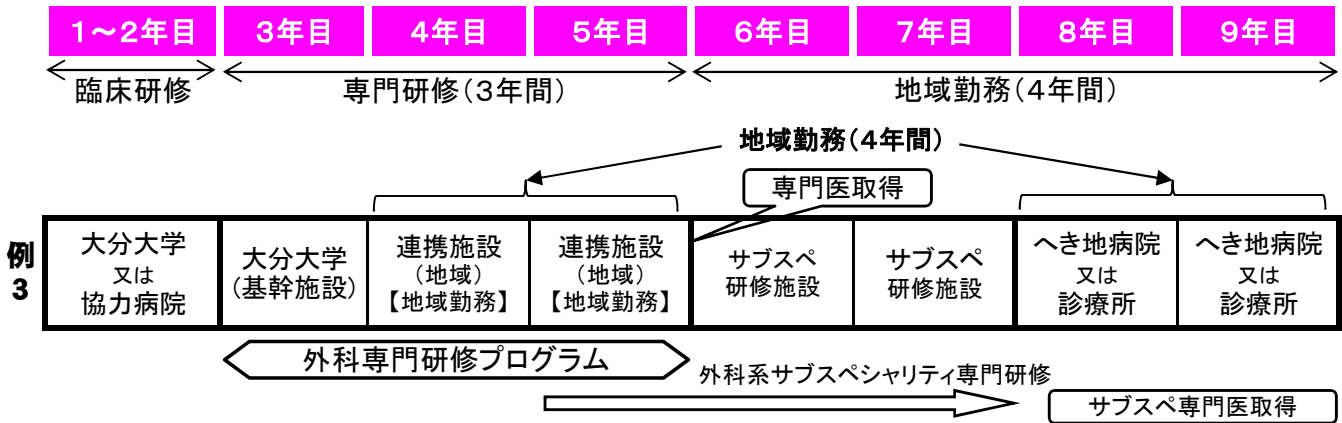 1～2年目 3年目 4年目 5年目 6年目 7年目 8年目 9年目
臨床研修 専門研修(3年間) 地域勤務(4年間)
地域勤務(4年間)
専門医取得
例3
大分大学
又は
協力病院
大分大学
(基幹施設)
連携施設
(地域)
【地域勤務】
連携施設
(地域)
【地域勤務】
サブスペ
研修施設
サブスペ
研修施設
へき地病院
又は
診療所
へき地病院
又は
診療所
外科専門研修プログラム
外科系サブスペシャリティ専門研修
サブスペ専門医取得